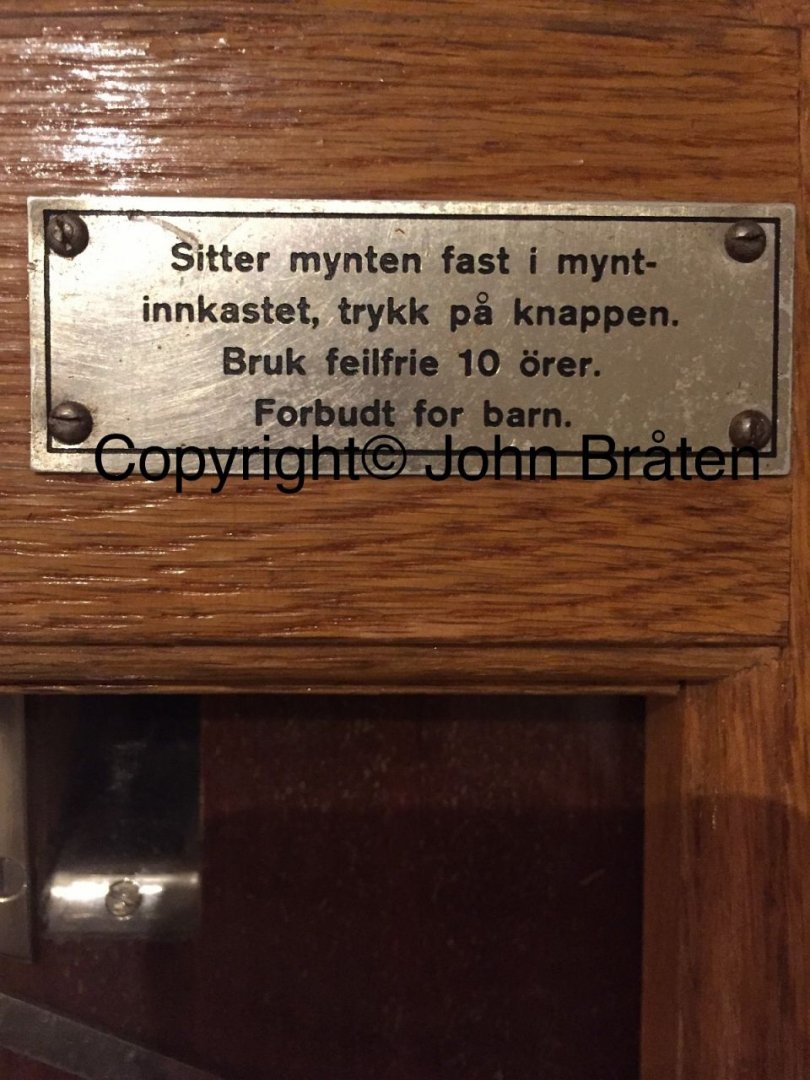 Sitter mynten fast i mynt-
innkastet, trykk på knappen.
Bruk feilfrie 10 örer.
Forbudt for barn.
Copyright© John Bråten